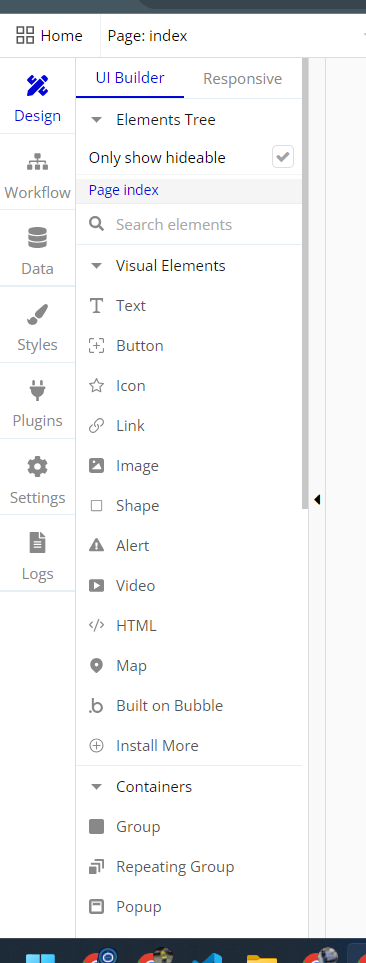 Home
Page: index
Design
Workflow
Data
Styles
Plugins
Settings
Logs
UI Builder
Responsive
Elements Tree
Only show hideable
Page index
Search elements
Visual Elements
Text
Button
Icon
Link
Image
Shape
Alert
Video
HTML
Map
Built on Bubble
Install More
Containers
Group
Repeating Group
Popup